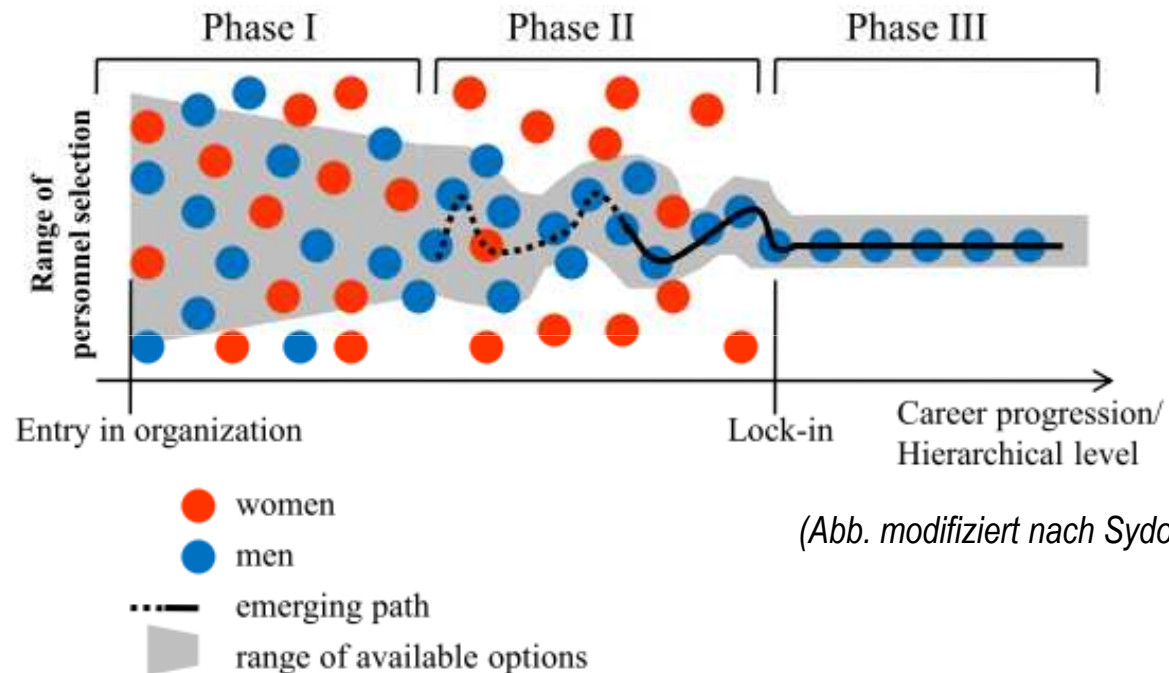 Phase I
Phase II
Phase III
Range of
personnel selection
Entry in organization
Lock-in
Career progression/
Hierarchical level
women
men
emerging path
range of available options
(Abb. modifiziert nach